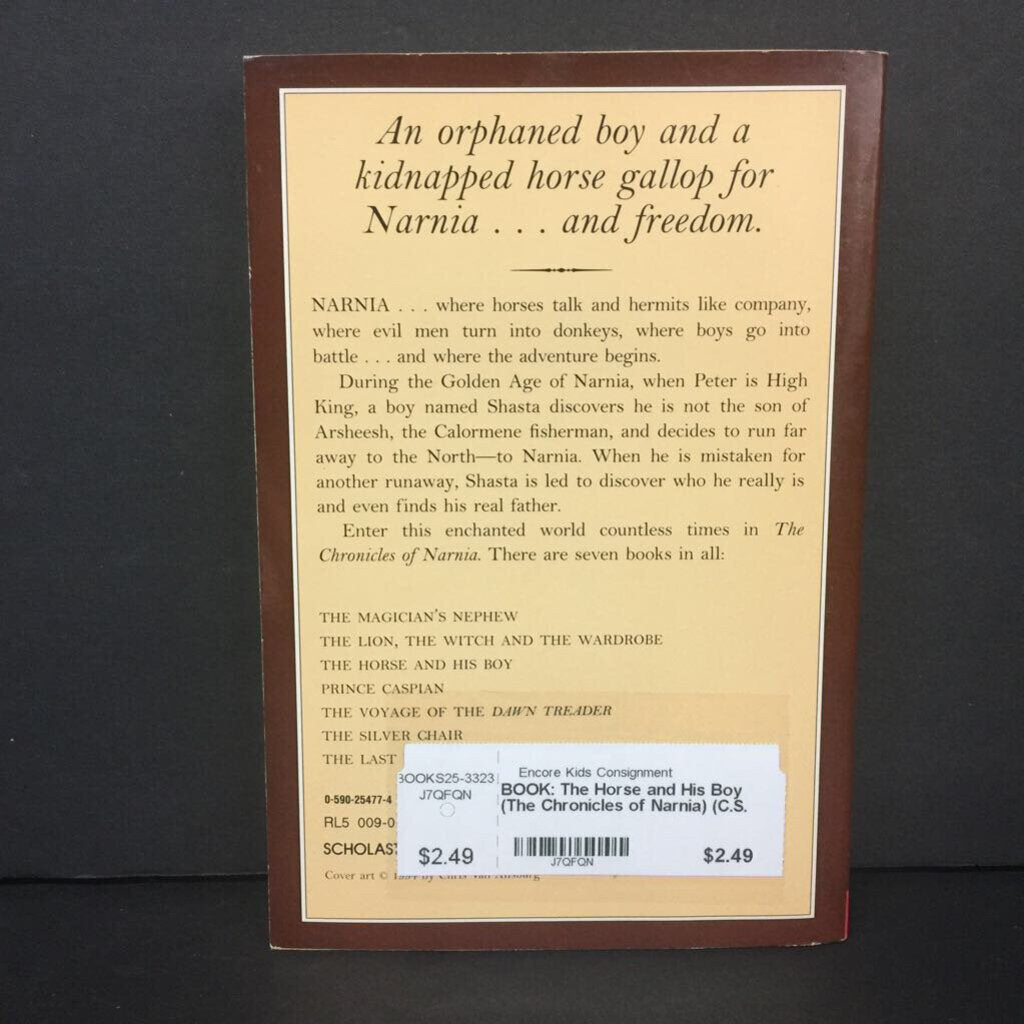 An orphaned boy and a
kidnapped horse gallop for
Narnia . . . and freedom.
NARNIA . . . where horses talk and hermits like company,
where evil men turn into donkeys, where boys go into
battle . . . and where the adventure begins.
During the Golden Age of Narnia, when Peter is High
King, a boy named Shasta discovers he is not the son of
Arsheesh, the Calormene fisherman, and decides to run far
away to the North—to Narnia. When he is mistaken for
another runaway, Shasta is led to discover who he really is
and even finds his real father.
Enter this enchanted world countless times in The
Chronicles of Narnia. There are seven books in all:
THE MAGICIAN'S NEPHEW
THE LION, THE WITCH AND THE WARDROBE
THE HORSE AND HIS BOY
PRINCE CASPIAN
THE VOYAGE OF THE DAWN TREADER
THE SILVER CHAIR
THE LAST
0-590-25477-4
RL5 009-0
SCHOLAS
Cover art ©
BOOKS25-3323
J7QFQN
$2.49
Encore Kids Consignment
BOOK: The Horse and His Boy
(The Chronicles of Narnia) (C.S.
J7QFQN
$2.49